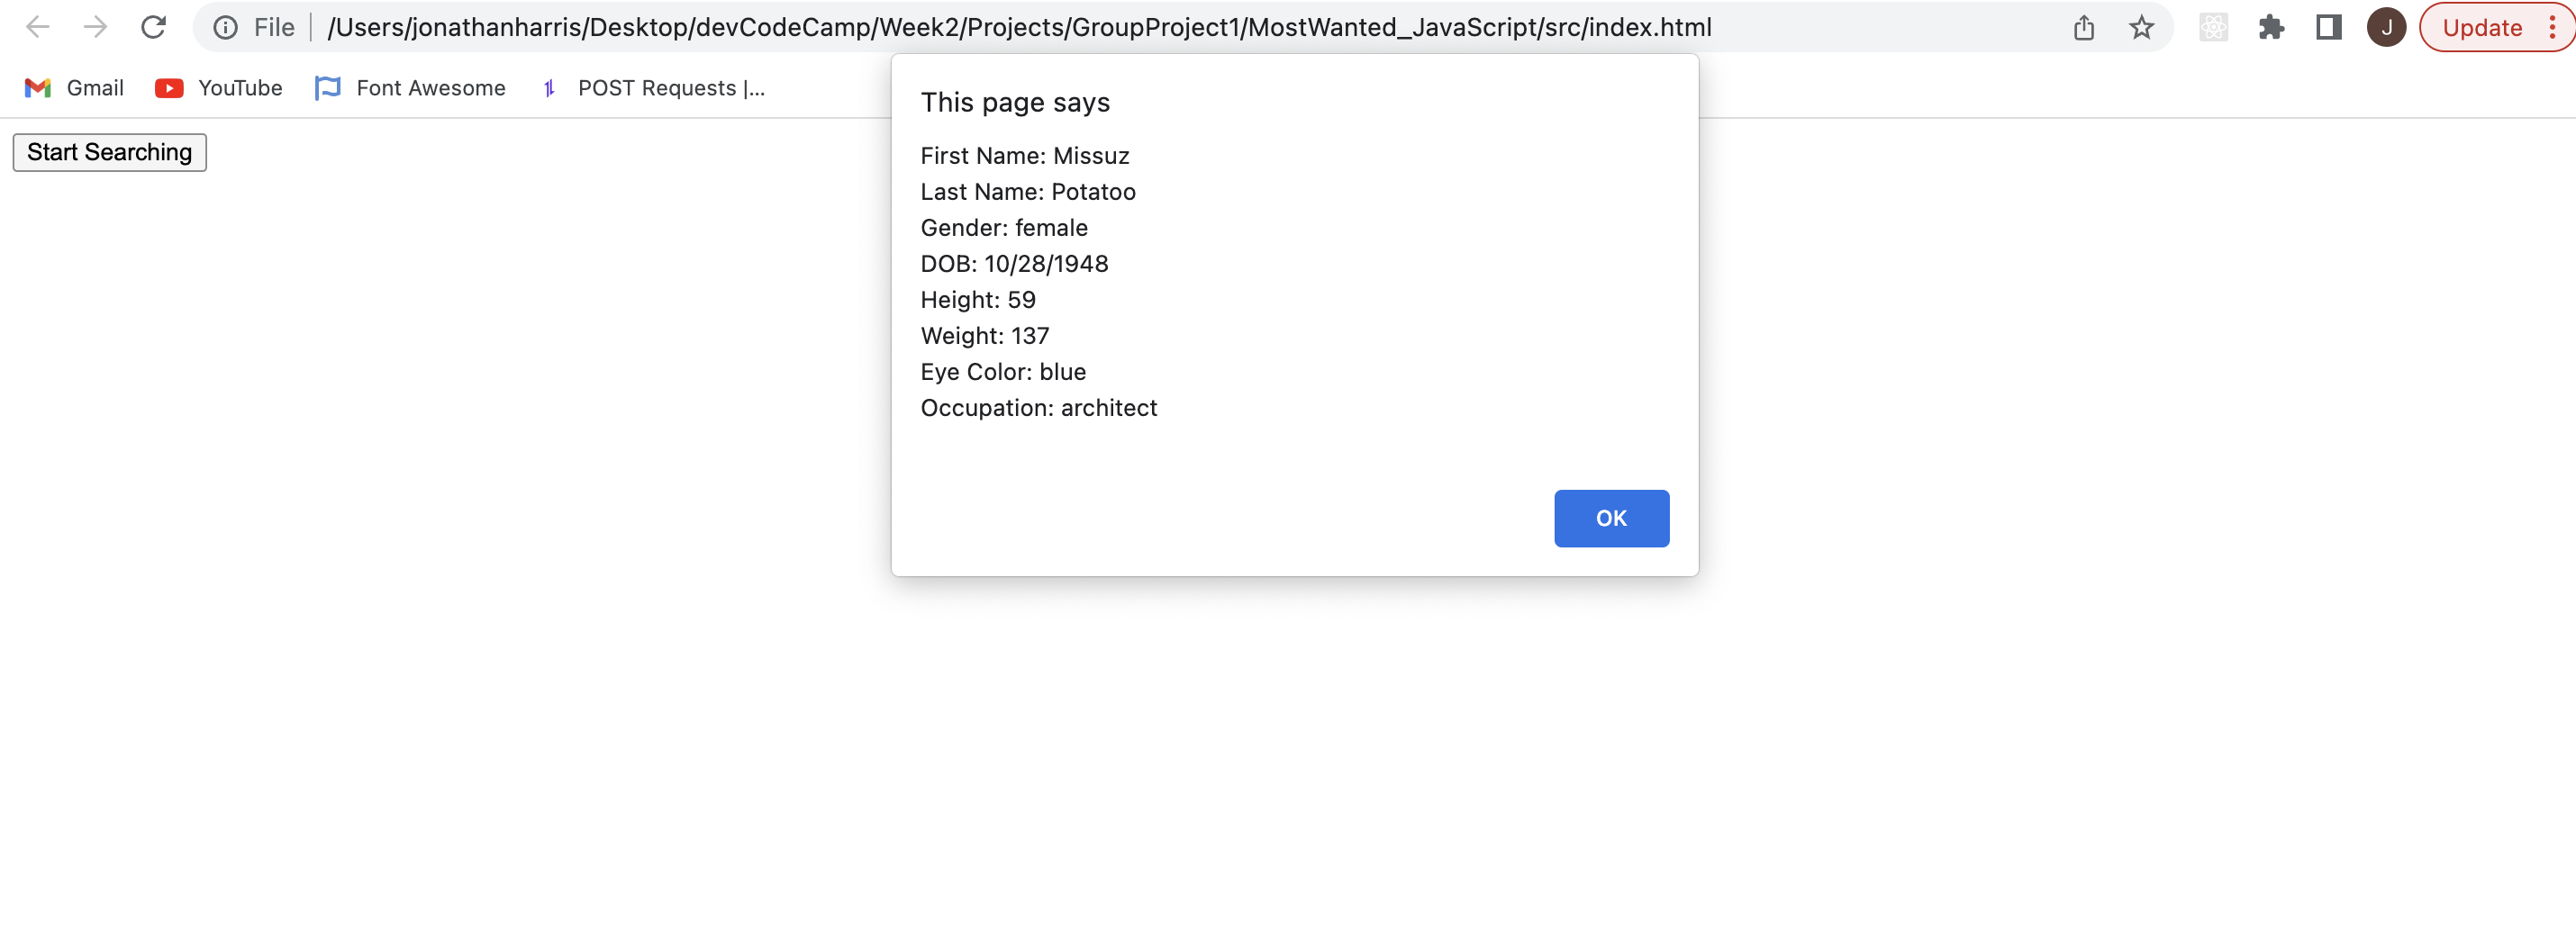 File | /Users/jonathanharris/Desktop/devCodeCamp/Week2/Projects/GroupProject1/MostWanted_JavaScript/src/index.html J Update
Gmail YouTube Font Awesome POST Requests |...
Start Searching
This page says
First Name: Missuz
Last Name: Potatoo
Gender: female
DOB: 10/28/1948
Height: 59
Weight: 137
Eye Color: blue
Occupation: architect
OK